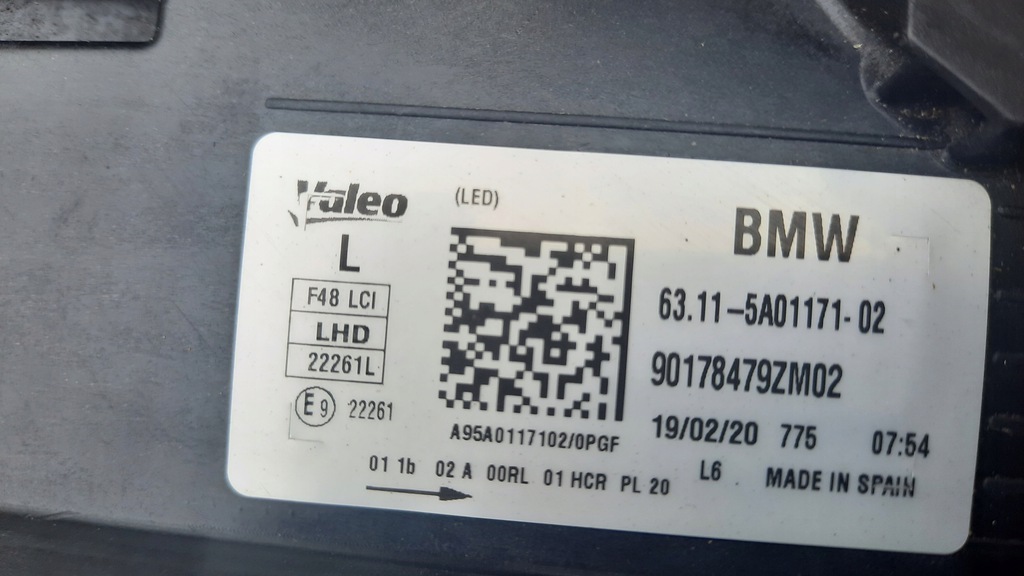 Valeo
(LED)
L
F48 LCI
LHD
22261L
E9 22261
A95A0117102/0PGF
01 1b 02 A 00RL 01 HCR PL 20
BMW
63.11-5A01171-02
90178479ZM02
19/02/20 775 07:54
L6 MADE IN SPAIN